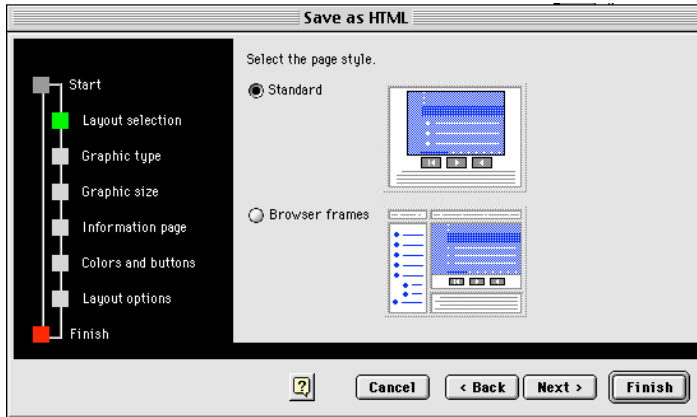 Save as HTML
Select the page style.
Start
Standard
Layout selection
Graphic type
Graphic size
Information page
Browser frames
Colors and buttons
Layout options
Finish
?
Cancel
< Back
Next >
Finish